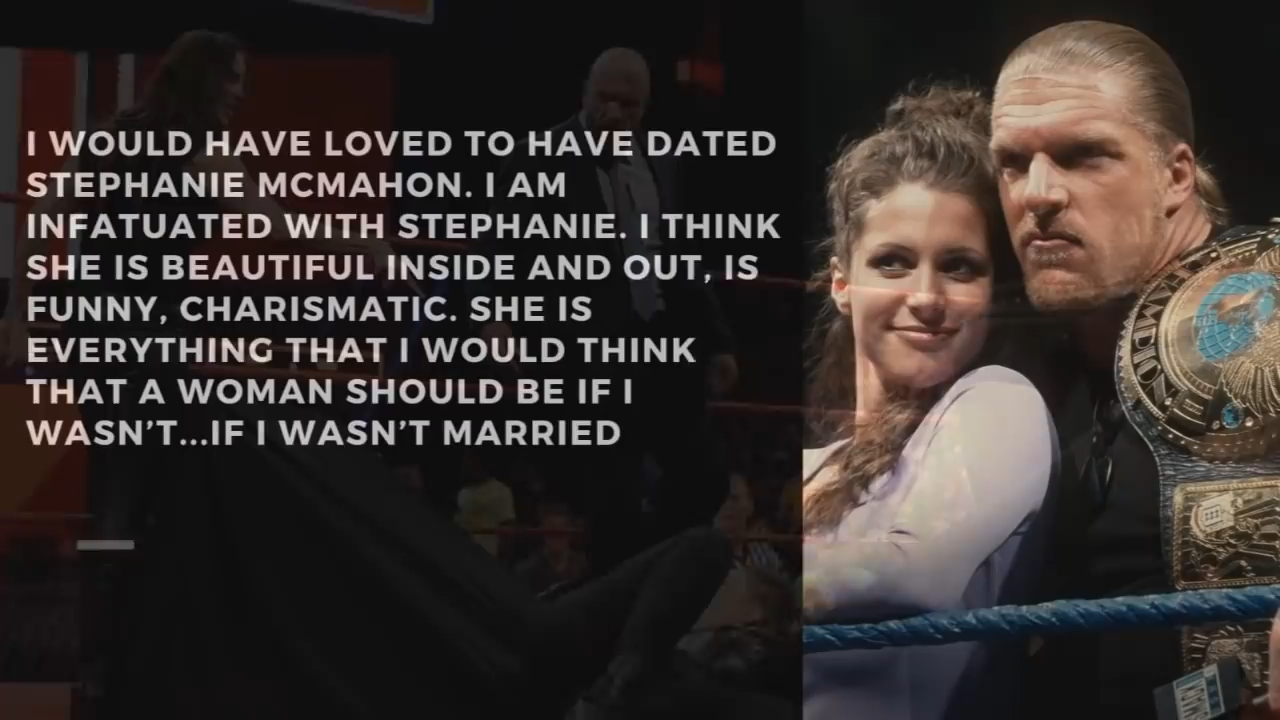 I WOULD HAVE LOVED TO HAVE DATED
STEPHANIE MCMAHON. I AM
INFATUATED WITH STEPHANIE. I THINK
SHE IS BEAUTIFUL INSIDE AND OUT, IS
FUNNY, CHARISMATIC. SHE IS
EVERYTHING THAT I WOULD THINK
THAT A WOMAN SHOULD BE IF I
WASN’T...IF I WASN’T MARRIED